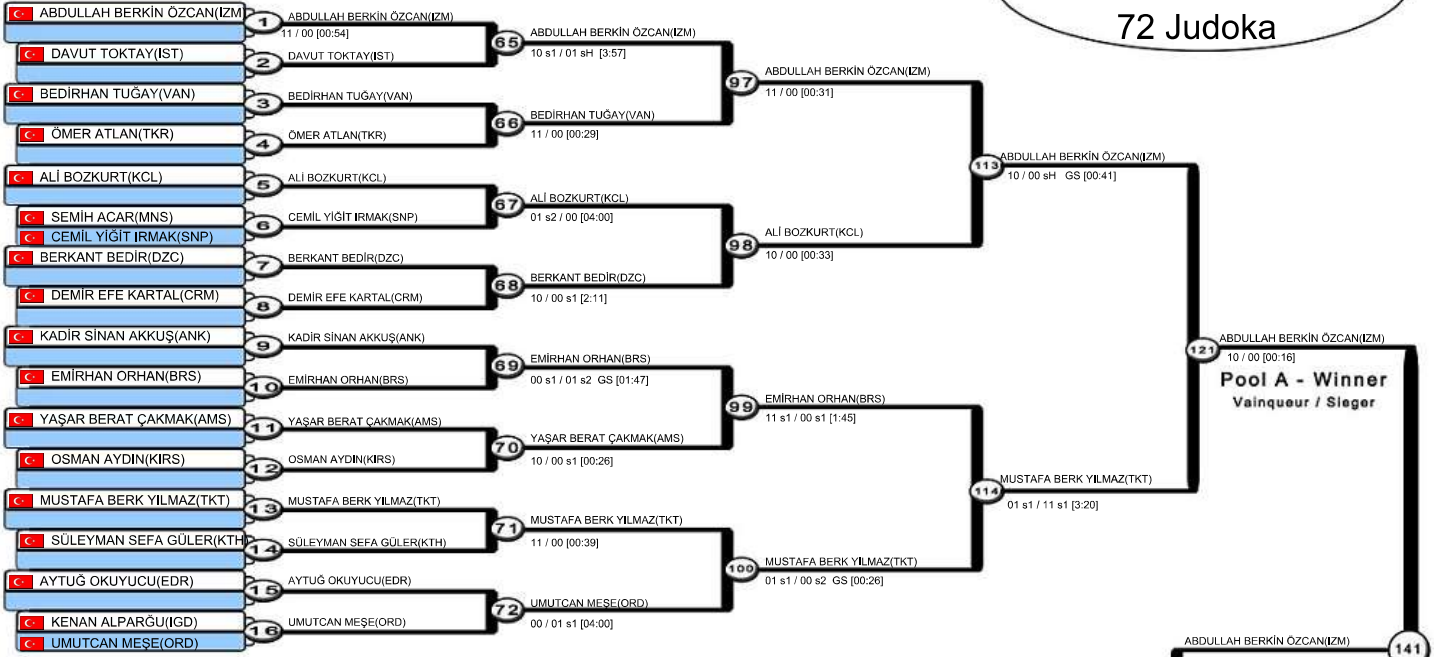 72 Judoka
ABDULLAH BERKİN ÖZCAN(IZM
DAVUT TOKTAY(IST)
BEDİRHAN TUĞAY(VAN)
ÖMER ATLAN(TKR)
ALİ BOZKURT(KCL)
SEMİH ACAR(MNS)
CEMİL YİĞİT IRMAK(SNP)
BERKANT BEDİR(DZC)
DEMİR EFE KARTAL(CRM)
KADİR SİNAN AKKUŞ(ANK)
EMİRHAN ORHAN(BRS)
YAŞAR BERAT ÇAKMAK(AMS)
OSMAN AYDIN(KIRS)
MUSTAFA BERK YILMAZ(TKT)
SÜLEYMAN SEFA GÜLER(KTH)
AYTUĞ OKUYUCU(EDR)
KENAN ALPARĞU(IGD)
UMUTCAN MEŞE(ORD)
1
2
3
4
5
6
7
8
9
10
11
12
13
14
15
16
ABDULLAH BERKİN ÖZCAN(IZM)
11 / 00 [00:54]
DAVUT TOKTAY(IST)
BEDİRHAN TUĞAY(VAN)
ÖMER ATLAN(TKR)
ALİ BOZKURT(KCL)
CEMİL YİĞİT IRMAK(SNP)
BERKANT BEDİR(DZC)
DEMİR EFE KARTAL(CRM)
KADİR SİNAN AKKUŞ(ANK)
EMİRHAN ORHAN(BRS)
YAŞAR BERAT ÇAKMAK(AMS)
OSMAN AYDIN(KIRS)
MUSTAFA BERK YILMAZ(TKT)
SÜLEYMAN SEFA GÜLER(KTH)
AYTUĞ OKUYUCU(EDR)
UMUTCAN MEŞE(ORD)
65
66
67
68
69
70
71
72
ABDULLAH BERKİN ÖZCAN(IZM)
10 s1 / 01 sH [3:57]
BEDİRHAN TUĞAY(VAN)
11 / 00 [00:29]
ALİ BOZKURT(KCL)
01 s2 / 00 [04:00]
BERKANT BEDİR(DZC)
10 / 00 s1 [2:11]
EMİRHAN ORHAN(BRS)
00 s1 / 01 s2 GS [01:47]
YAŞAR BERAT ÇAKMAK(AMS)
10 / 00 s1 [00:26]
MUSTAFA BERK YILMAZ(TKT)
11 / 00 [00:39]
UMUTCAN MEŞE(ORD)
00 / 01 s1 [04:00]
97
98
99
100
ABDULLAH BERKİN ÖZCAN(IZM)
11 / 00 [00:31]
ALİ BOZKURT(KCL)
10 / 00 [00:33]
EMİRHAN ORHAN(BRS)
11 s1 / 00 s1 [1:45]
MUSTAFA BERK YILMAZ(TKT)
01 s1 / 00 s2 GS [00:26]
113
114
ABDULLAH BERKİN ÖZCAN(IZM)
10 / 00 sH GS [00:41]
MUSTAFA BERK YILMAZ(TKT)
01 s1 / 11 s1 [3:20]
121
ABDULLAH BERKİN ÖZCAN(IZM)
10 / 00 [00:16]
Pool A - Winner
Vainqueur / Sieger
ABDULLAH BERKİN ÖZCAN(IZM)
141